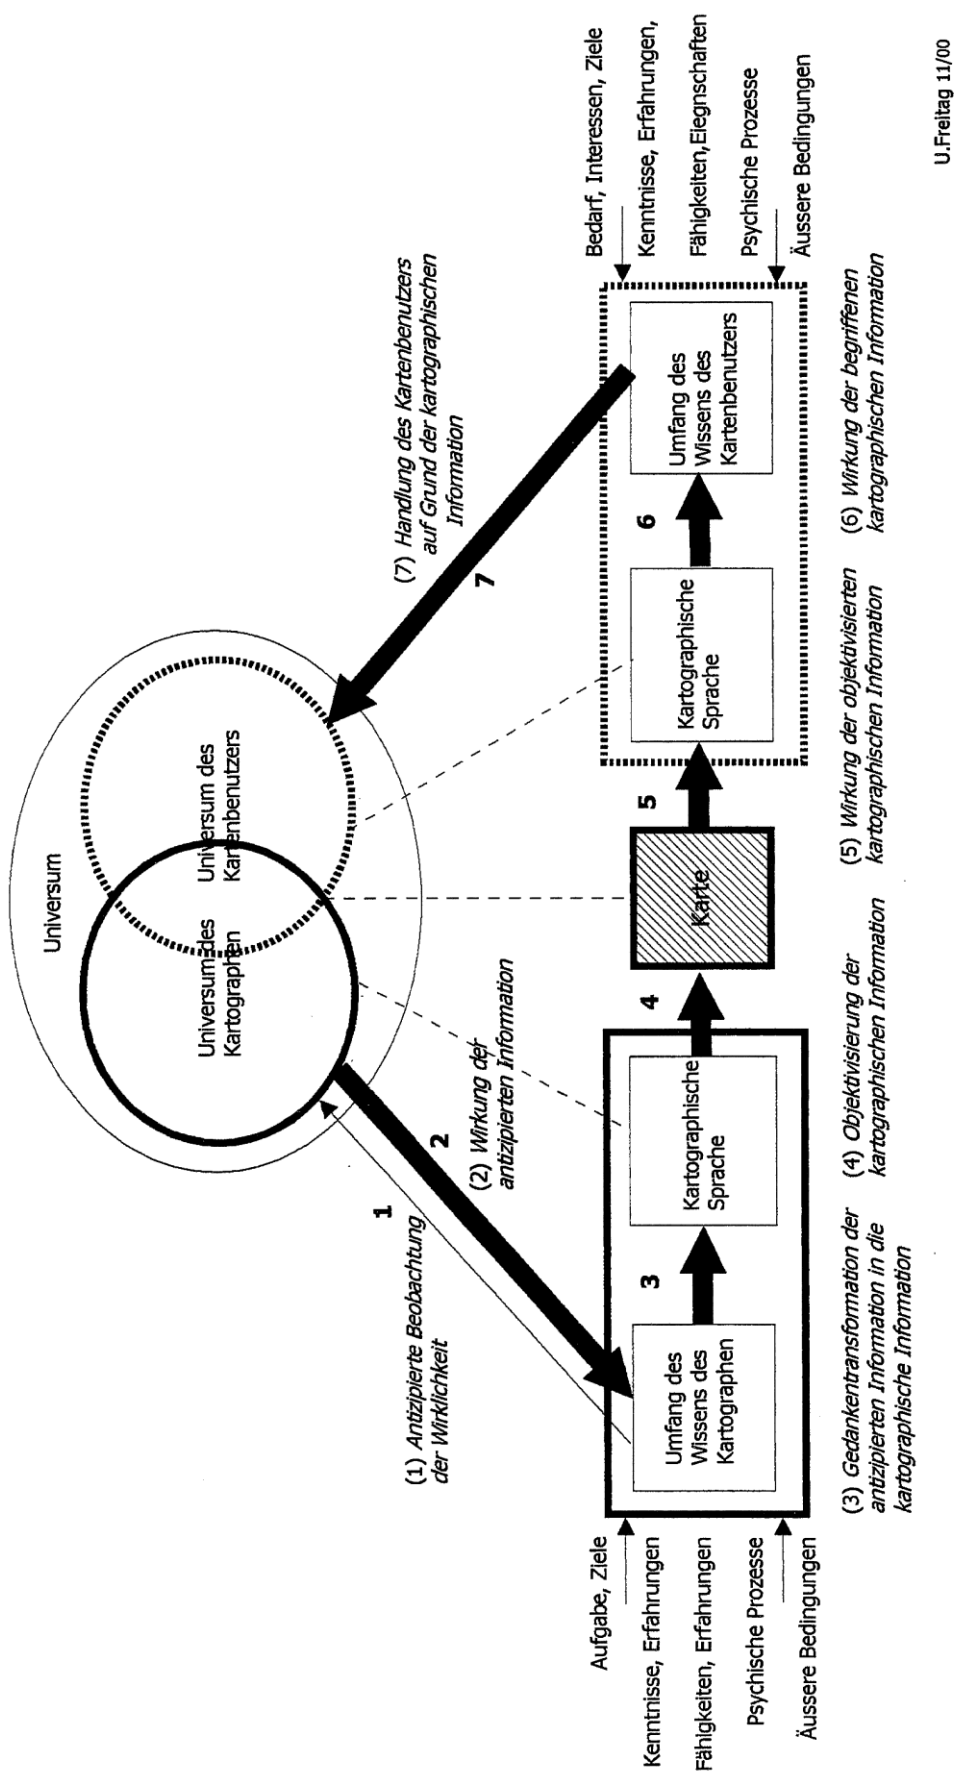 Universum
Universum des
Kartographen
Universum des
Kartenbenutzers
(1) Antizipierte Beobachtung
der Wirklichkeit
1
2
(2) Wirkung der
antizipierten Information
(7) Handlung des Kartenbenutzers
auf Grund der kartographischen
Information
7
Aufgabe, Ziele
Kenntnisse, Erfahrungen
Fähigkeiten, Erfahrungen
Psychische Prozesse
Äussere Bedingungen
Umfang des
Wissens des
Kartographen
3
Kartographische
Sprache
4
Karte
5
Kartographische
Sprache
6
Umfang des
Wissens des
Kartenbenutzers
Bedarf, Interessen, Ziele
Kenntnisse, Erfahrungen,
Fähigkeiten,Eiegnschaften
Psychische Prozesse
Äussere Bedingungen
(3) Gedankentransformation der
antizipierten Information in die
kartographische Information
(4) Objektivisierung der
kartographischen Information
(5) Wirkung der objektivisierten
kartographischen Information
(6) Wirkung der begriffenen
kartographischen Information
U.Freitag 11/00